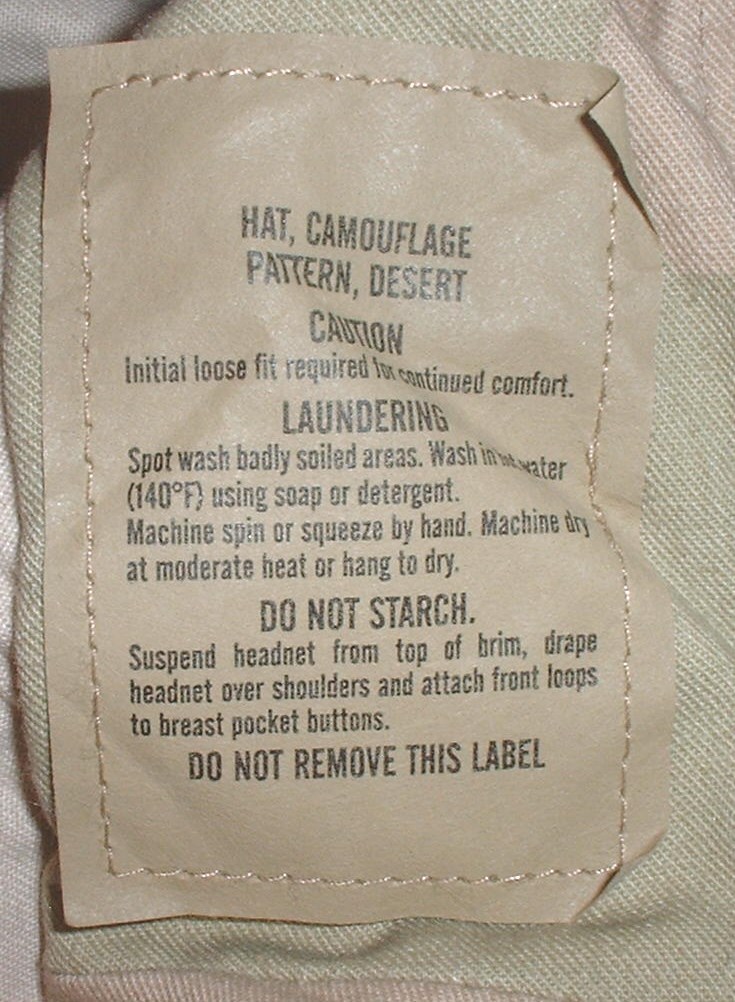 HAT, CAMOUFLAGE
PATTERN, DESERT
CAUTION
Initial loose fit required for continued comfort.
LAUNDERING
Spot wash badly soiled areas. Wash in hot water
(140°F) using soap or detergent.
Machine spin or squeeze by hand. Machine dry
at moderate heat or hang to dry.
DO NOT STARCH.
Suspend headnet from top of brim, drape
headnet over shoulders and attach front loops
to breast pocket buttons.
DO NOT REMOVE THIS LABEL